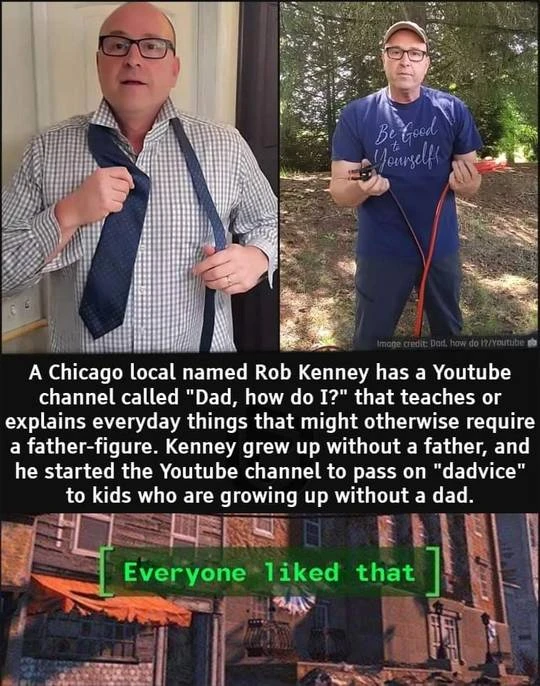 Be Good
to
Yourself!
Image credit: Dad, how do I?/Youtube
A Chicago local named Rob Kenney has a Youtube
channel called "Dad, how do I?" that teaches or
explains everyday things that might otherwise require
a father-figure. Kenney grew up without a father, and
he started the Youtube channel to pass on "dadvice"
to kids who are growing up without a dad.
[Everyone liked that]